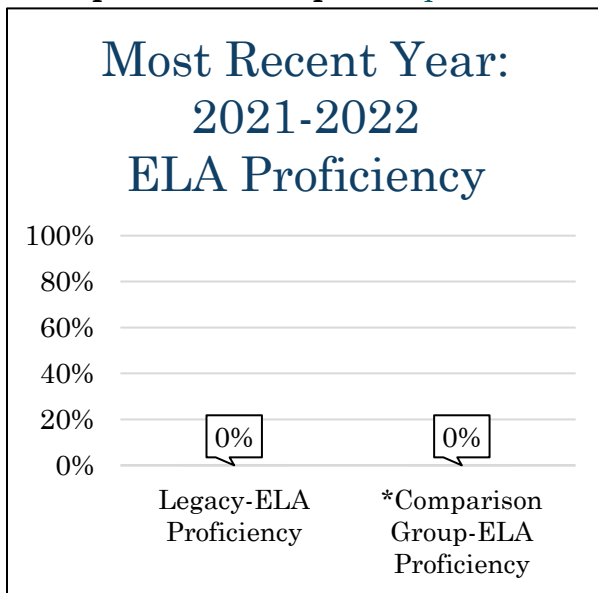 Most Recent Year:
2021-2022
ELA Proficiency
100%
80%
60%
40%
20%
0%
0%
0%
Legacy-ELA
Proficiency
*Comparison
Group-ELA
Proficiency